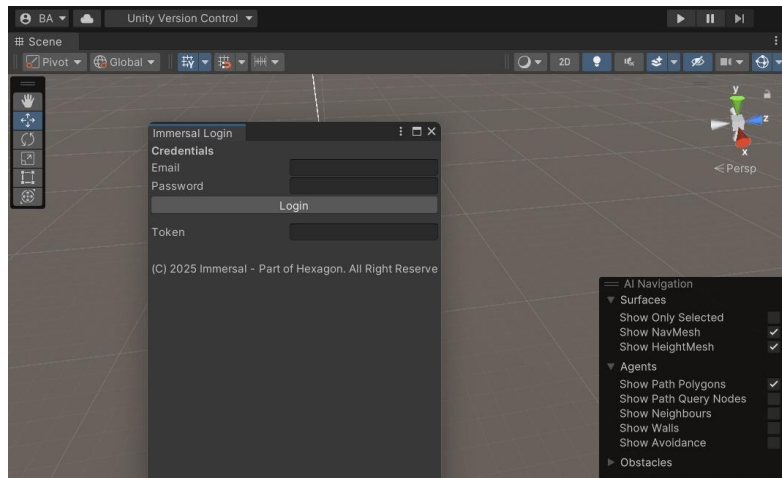 BA
Unity Version Control
# Scene
Pivot
Global
2D
y
z
x
Persp
Immersal Login
Credentials
Email
Password
Login
Token
(C) 2025 Immersal - Part of Hexagon. All Right Reserve
AI Navigation
Surfaces
Show Only Selected
Show NavMesh
Show HeightMesh
Agents
Show Path Polygons
Show Path Query Nodes
Show Neighbours
Show Walls
Show Avoidance
Obstacles